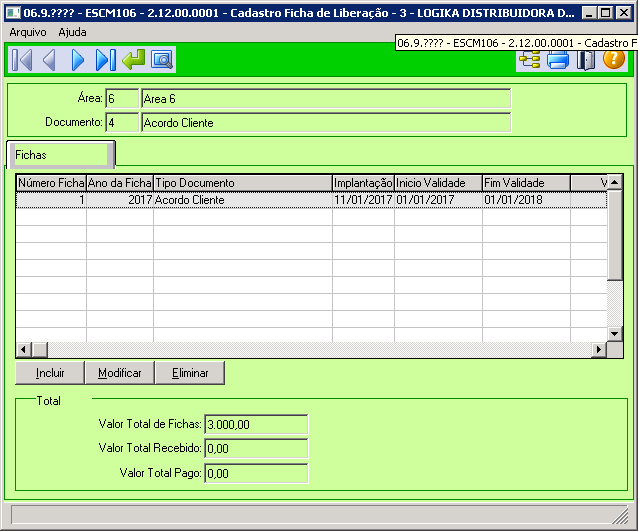 06.9.???? - ESCM106 - 2.12.00.0001 - Cadastro Ficha de Liberação - 3 - LOGIKA DISTRIBUIDORA D...
Arquivo Ajuda
06.9.???? - ESCM106 - 2.12.00.0001 - Cadastro F
Área: 6 Area 6
Documento: 4 Acordo Cliente
Fichas
Número Ficha Ano da Ficha Tipo Documento Implantação Inicio Validade Fim Validade V
1 2017 Acordo Cliente 11/01/2017 01/01/2017 01/01/2018
Incluir Modificar Eliminar
Total
Valor Total de Fichas: 3.000,00
Valor Total Recebido: 0,00
Valor Total Pago: 0,00